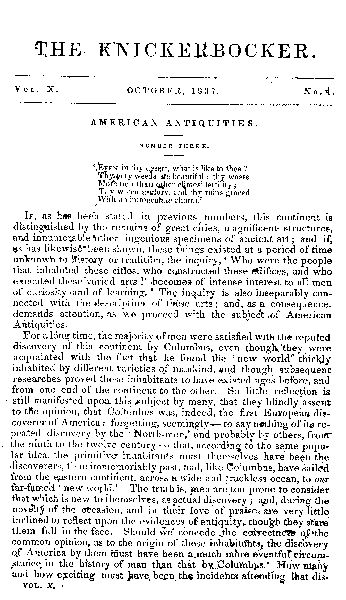 THE KNICKERBOCKER.
VOL. X. OCTOBER, 1837. No. 4.
AMERICAN ANTIQUITIES.
NUMBER THREE.
'Even in thy desert, what is like to thee?
Thy very weeds are beautiful; thy waste
More rich than other climes' fertility;
Thy wreck a glory, and thy ruins graced
With an immaculate charm.'
If, as has been stated in previous numbers, this continent is
distinguished by the remains of great cities, magnificent structures,
and innumerable other ingenious specimens of ancient art; and if,
as has likewise been shown, these things existed at a period of time
unknown to history or tradition, the inquiry, 'Who were the people
that inhabited these cities, who constructed these edifices, and who
executed these varied arts?' becomes of intense interest to all men
of curiosity and of learning. The inquiry is also inseparably con-
nected with the description of these arts; and, as a consequence,
demands attention, as we proceed with the subject of American
Antiquities.
For a long time, the majority of men were satisfied with the reputed
discovery of this continent by Columbus, even though they were
acquainted with the fact that he found the 'new world' thickly
inhabited by different varieties of mankind, and though subsequent
researches proved these inhabitants to have existed ages before, and
from one end of the continent to the other. So little reflection is
still manifested upon this subject by many, that they blindly assent
to the opinion, that Columbus was, indeed, the first European dis-
coverer of America: forgetting, seemingly — to say nothing of its re-
peated discovery by the 'Northmen,' and probably by others, from
the ninth to the twelfth century — that, according to the same popu-
lar idea, the primitive inhabitants must themselves have been the
discoverers, if in immemorably past, had, like Columbus, have sailed
from the eastern continent, across a wide and trackless ocean, to our
far-famed 'new world.' The truth is, men are too prone to consider
that which is new to themselves, as actual discovery; and, during the
novelty of the occasion, and in their love of praise, are very little
inclined to reflect upon the evidences of antiquity, though they stare
them full in the face. Should we concede the correctness of the
common opinion, as to the origin of these inhabitants, the discovery
of America by them must have been a much more eventful circum-
stance in the history of man than that by Columbus. How many
and how exciting must have been the incidents attending that dis-
VOL. X.